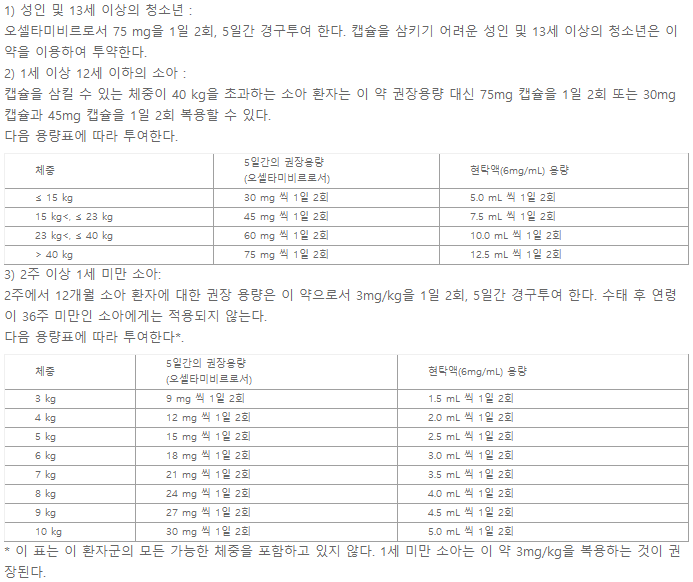 1) 성인 및 13세 이상의 청소년 :
오셀타미비르로서 75 mg을 1일 2회, 5일간 경구투여 한다. 캡슐을 삼키기 어려운 성인 및 13세 이상의 청소년은 이
약을 이용하여 투약한다.
2) 1세 이상 12세 이하의 소아 :
캡슐을 삼킬 수 있는 체중이 40 kg을 초과하는 소아 환자는 이 약 권장용량 대신 75mg 캡슐을 1일 2회 또는 30mg
캡슐과 45mg 캡슐을 1일 2회 복용할 수 있다.
다음 용량표에 따라 투여한다.
체중 5일간의 권장용량 (오셀타미비르로서) 현탁액(6mg/mL) 용량
≤ 15 kg 30 mg 씩 1일 2회 5.0 mL 씩 1일 2회
15 kg<, ≤ 23 kg 45 mg 씩 1일 2회 7.5 mL 씩 1일 2회
23 kg<, ≤ 40 kg 60 mg 씩 1일 2회 10.0 mL 씩 1일 2회
> 40 kg 75 mg 씩 1일 2회 12.5 mL 씩 1일 2회
3) 2주 이상 1세 미만 소아:
2주에서 12개월 소아 환자에 대한 권장 용량은 이 약으로서 3mg/kg을 1일 2회, 5일간 경구투여 한다. 수태 후 연령
이 36주 미만인 소아에게는 적용되지 않는다.
다음 용량표에 따라 투여한다*.
체중 5일간의 권장용량 (오셀타미비르로서) 현탁액(6mg/mL) 용량
3 kg 9 mg 씩 1일 2회 1.5 mL 씩 1일 2회
4 kg 12 mg 씩 1일 2회 2.0 mL 씩 1일 2회
5 kg 15 mg 씩 1일 2회 2.5 mL 씩 1일 2회
6 kg 18 mg 씩 1일 2회 3.0 mL 씩 1일 2회
7 kg 21 mg 씩 1일 2회 3.5 mL 씩 1일 2회
8 kg 24 mg 씩 1일 2회 4.0 mL 씩 1일 2회
9 kg 27 mg 씩 1일 2회 4.5 mL 씩 1일 2회
10 kg 30 mg 씩 1일 2회 5.0 mL 씩 1일 2회
* 이 표는 이 환자군의 모든 가능한 체중을 포함하고 있지 않다. 1세 미만 소아는 이 약 3mg/kg을 복용하는 것이 권
장된다.